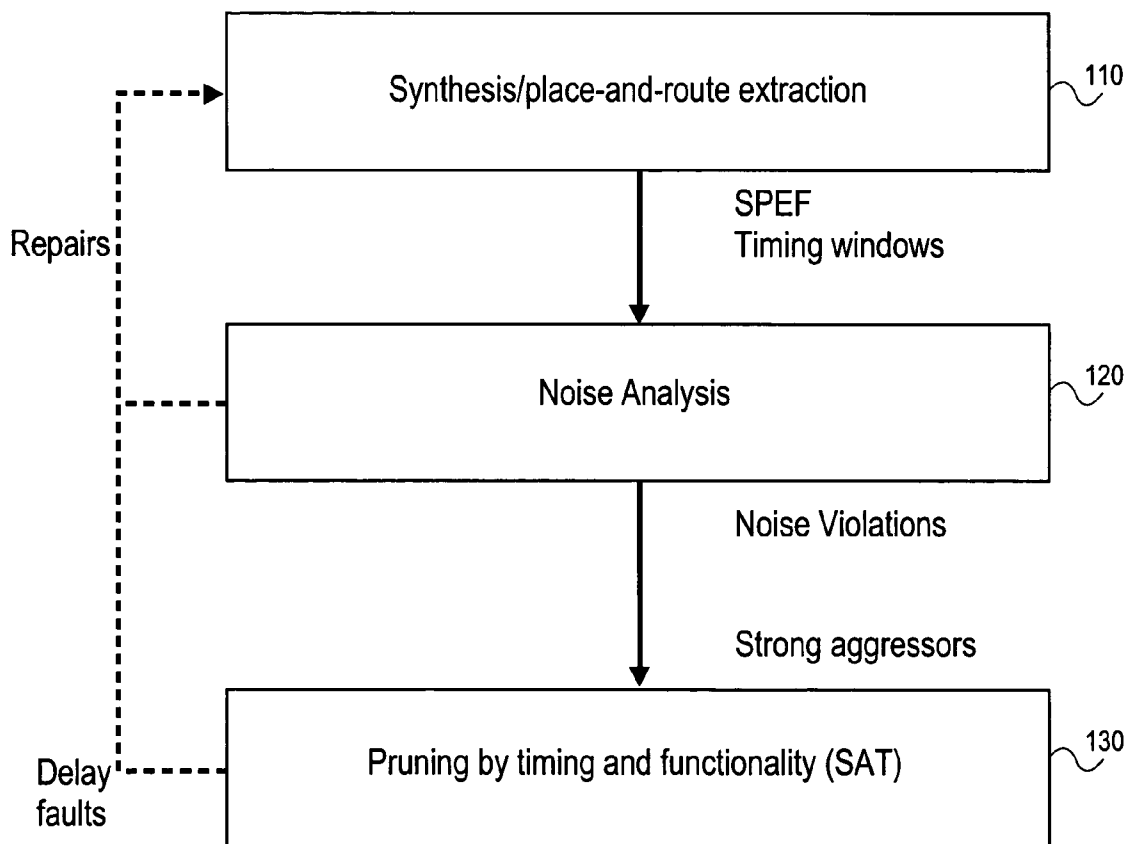 Synthesis/place-and-route extraction
110
SPEF
Timing windows
Repairs
Noise Analysis
120
Noise Violations
Strong aggressors
Pruning by timing and functionality (SAT)
130
Delay
faults